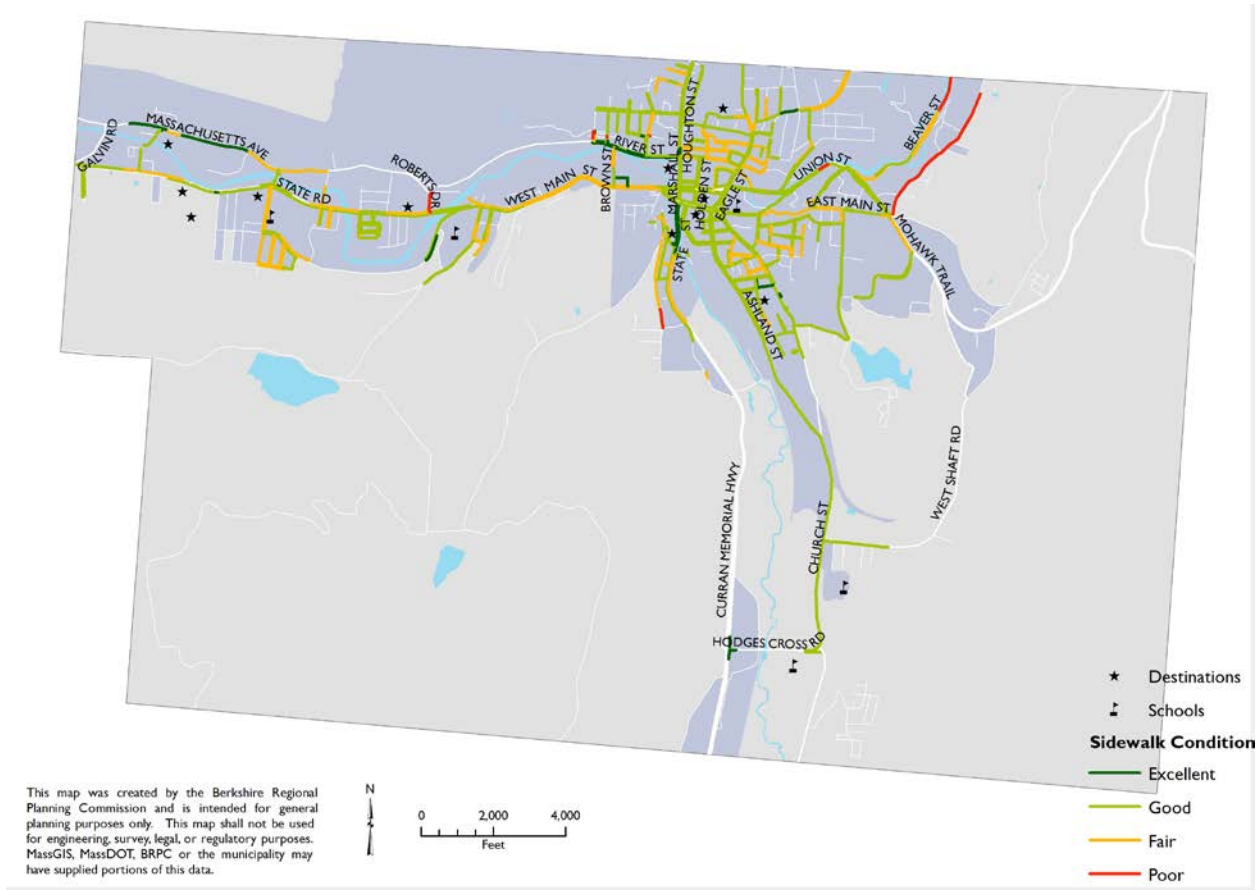 HOUGHTON ST
MASSACHUSETTS AVE
GALVIN RD
BEAVER ST
RIVER ST
MARSHALL ST
ROBERTS DR
UNION ST
BROWN ST
WEST MAIN ST
HOLDEN ST
EAGLE ST
STATE RD
EAST MAIN ST
STATE ST
MOHAWK TRAIL
ASHLAND ST
WEST SHAFT RD
CHURCH ST
CURRAN MEMORIAL HWY
HODGES CROSS RD
Destinations
Schools
Sidewalk Condition
Excellent
Good
Fair
Poor
This map was created by the Berkshire Regional
Planning Commission and is intended for general
planning purposes only. This map shall not be used
for engineering, survey, legal, or regulatory purposes.
MassGIS, MassDOT, BRPC or the municipality may
have supplied portions of this data.
N
0 2,000 4,000
Feet